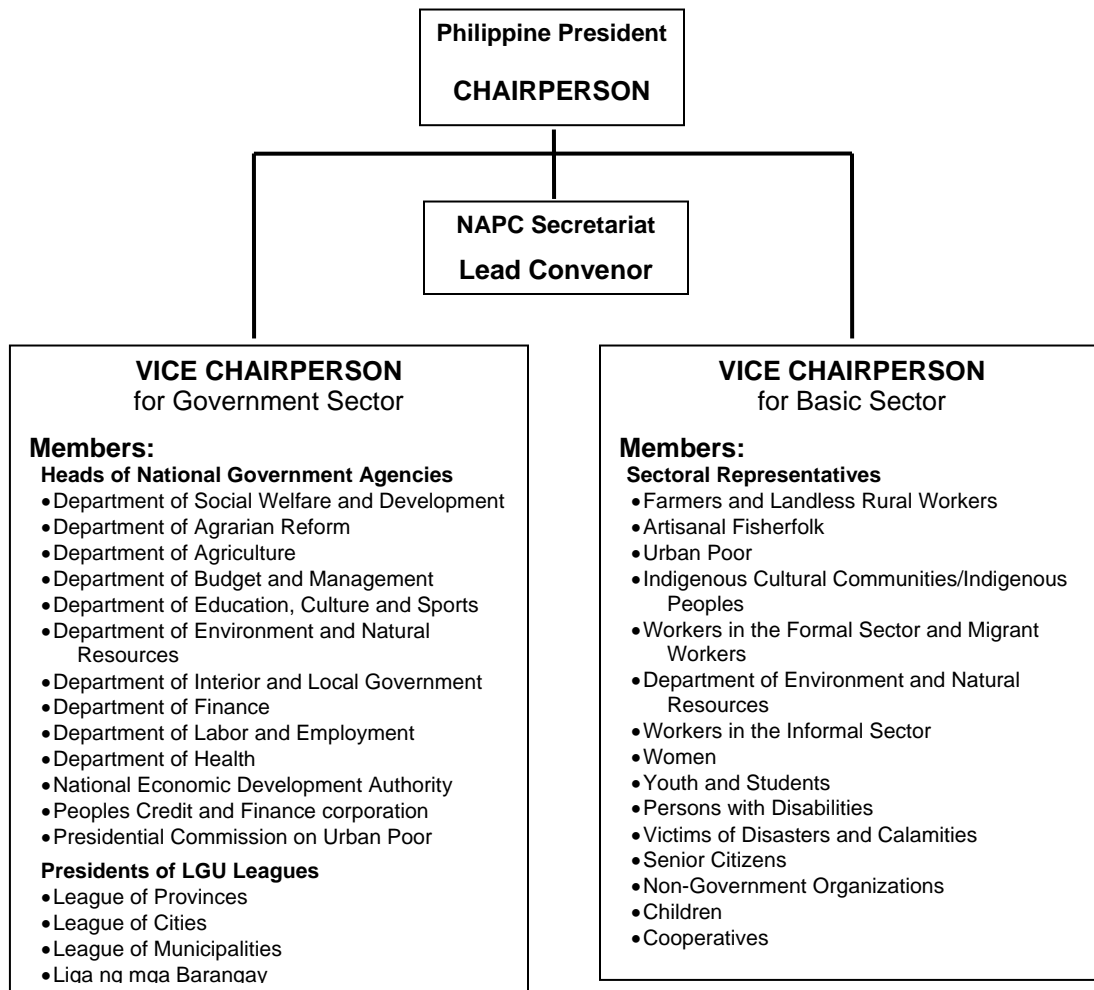 Philippine President
CHAIRPERSON
NAPC Secretariat
Lead Convenor
VICE CHAIRPERSON
for Government Sector
Members:
Heads of National Government Agencies
•Department of Social Welfare and Development
•Department of Agrarian Reform
•Department of Agriculture
•Department of Budget and Management
•Department of Education, Culture and Sports
•Department of Environment and Natural
Resources
•Department of Interior and Local Government
•Department of Finance
•Department of Labor and Employment
•Department of Health
•National Economic Development Authority
•Peoples Credit and Finance corporation
•Presidential Commission on Urban Poor
Presidents of LGU Leagues
•League of Provinces
•League of Cities
•League of Municipalities
•Liga ng mga Barangay
VICE CHAIRPERSON
for Basic Sector
Members:
Sectoral Representatives
•Farmers and Landless Rural Workers
•Artisanal Fisherfolk
•Urban Poor
•Indigenous Cultural Communities/Indigenous
Peoples
•Workers in the Formal Sector and Migrant
Workers
•Department of Environment and Natural
Resources
•Workers in the Informal Sector
•Women
•Youth and Students
•Persons with Disabilities
•Victims of Disasters and Calamities
•Senior Citizens
•Non-Government Organizations
•Children
•Cooperatives